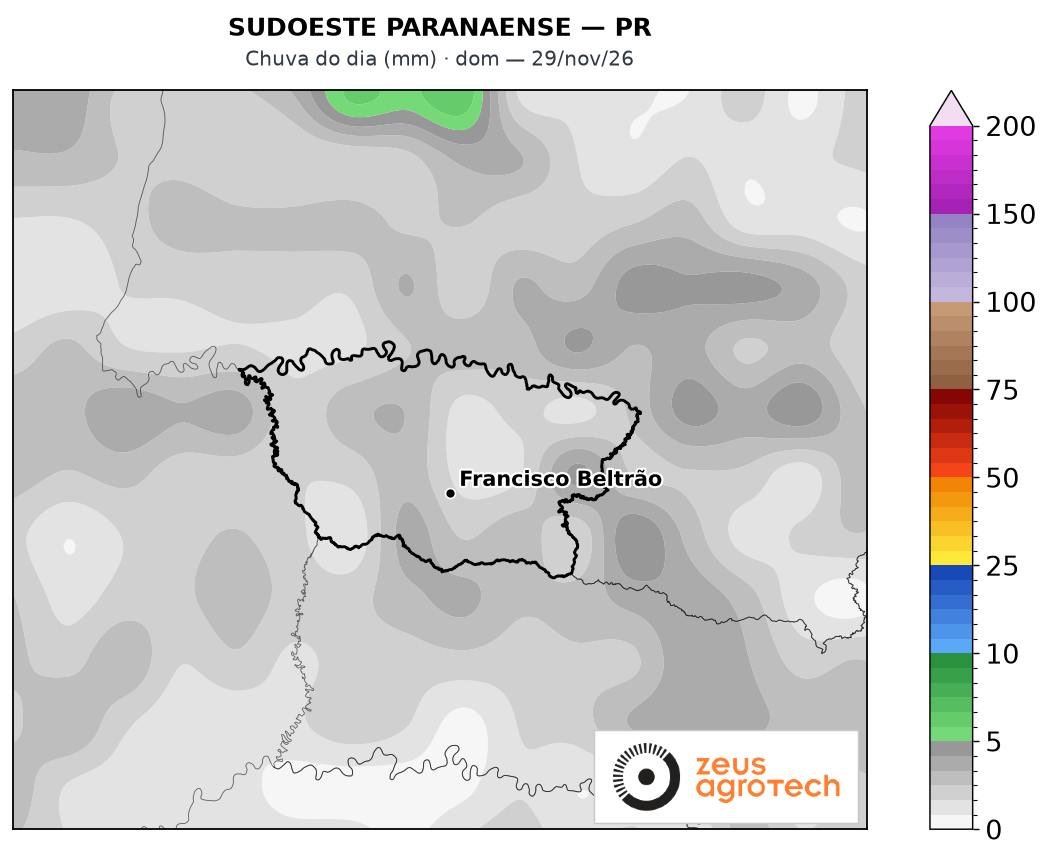 SUDOESTE PARANAENSE — PR
Chuva do dia (mm) · dom — 29/nov/26
200
150
100
75
50
25
10
5
0
Francisco Beltrão
zeus
agrotech